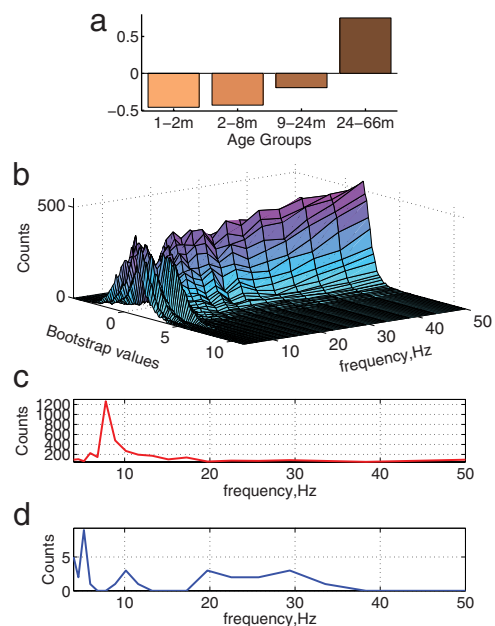 a
0.5
0
−0.5
1−2m 2−8m 9−24m 24−66m
Age Groups
b
500
Counts
0
0
5
10
Bootstrap values
10
20
30
40
50
frequency,Hz
c
1200
1000
800
600
400
200
Counts
10 20 30 40 50
frequency,Hz
d
5
0
Counts
10 20 30 40 50
frequency,Hz